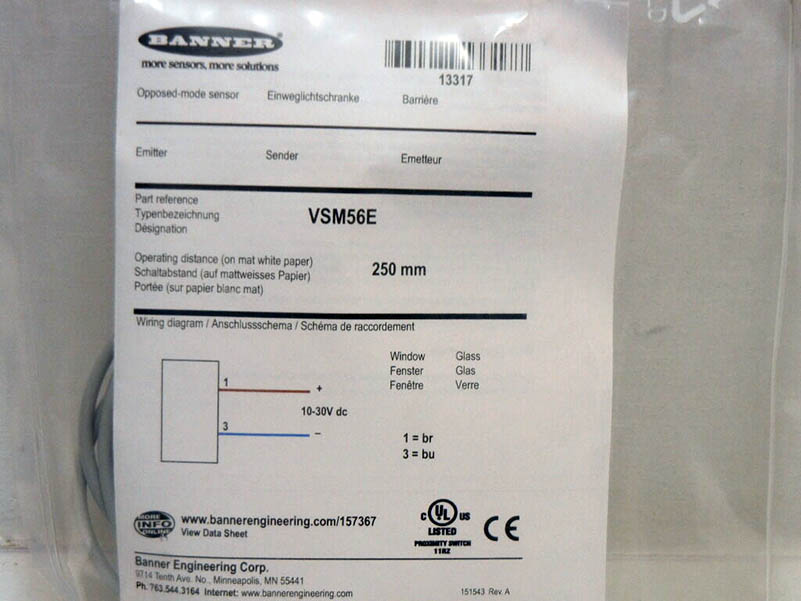 BANNER
more sensors, more solutions
13317
Opposed-mode sensor Einweglichtschranke Barrière
Emitter Sender Emetteur
Part reference
Typenbezeichnung
Désignation
VSM56E
Operating distance (on mat white paper)
Schaltabstand (auf mattweisses Papier)
Portée (sur papier blanc mat)
250 mm
Wiring diagram / Anschlussschema / Schéma de raccordement
Window Glass
Fenster Glas
Fenêtre Verre
1 +
10-30V dc
3 –
1 = br
3 = bu
MORE
INFO
ONLINE
www.bannerengineering.com/157367
View Data Sheet
C UL US
LISTED
PROXIMITY SWITCH
11RZ
CE
Banner Engineering Corp.
9714 Tenth Ave. No., Minneapolis, MN 55441
Ph. 763.544.3164 Internet: www.bannerengineering.com
151543 Rev. A